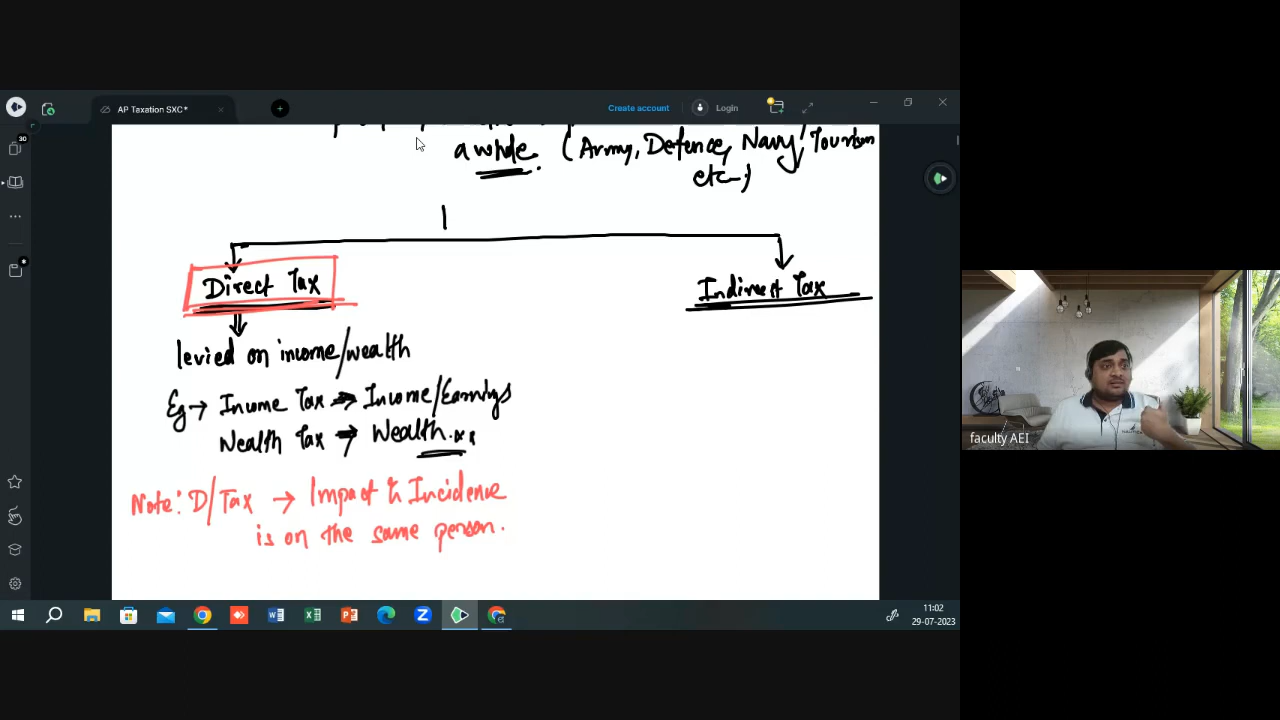 AP Taxation SXC*
Create account
Login
30
a whole. (Army, Defence, Navy, Tourism
etc--)
Direct Tax
Indirect Tax
levied on income/wealth
Eg → Income Tax → Income/Earnings
Wealth Tax → Wealth.
Note: D/Tax → Impact & Incidence
is on the same person.
faculty AEI
11:02
29-07-2023